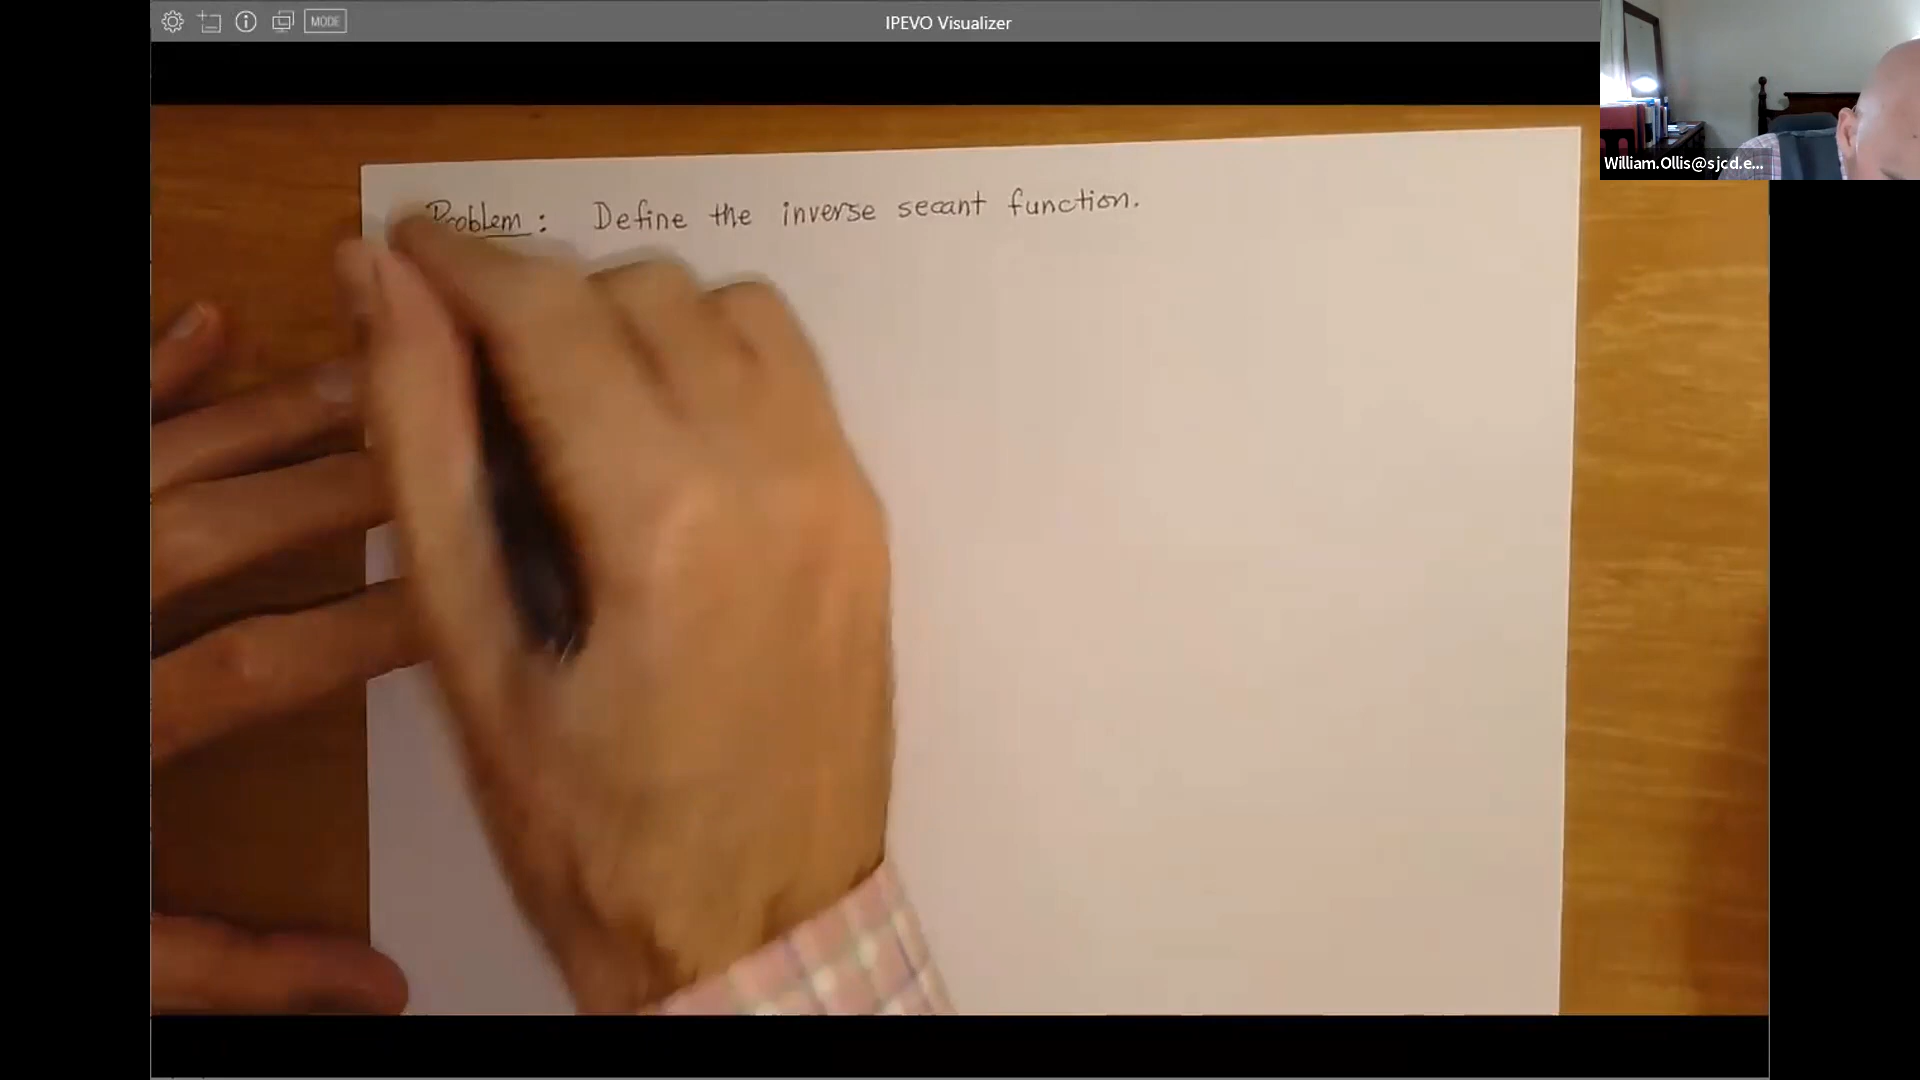 MODE
IPEVO Visualizer
William.Ollis@sjcd.e...
Problem: Define the inverse secant function.